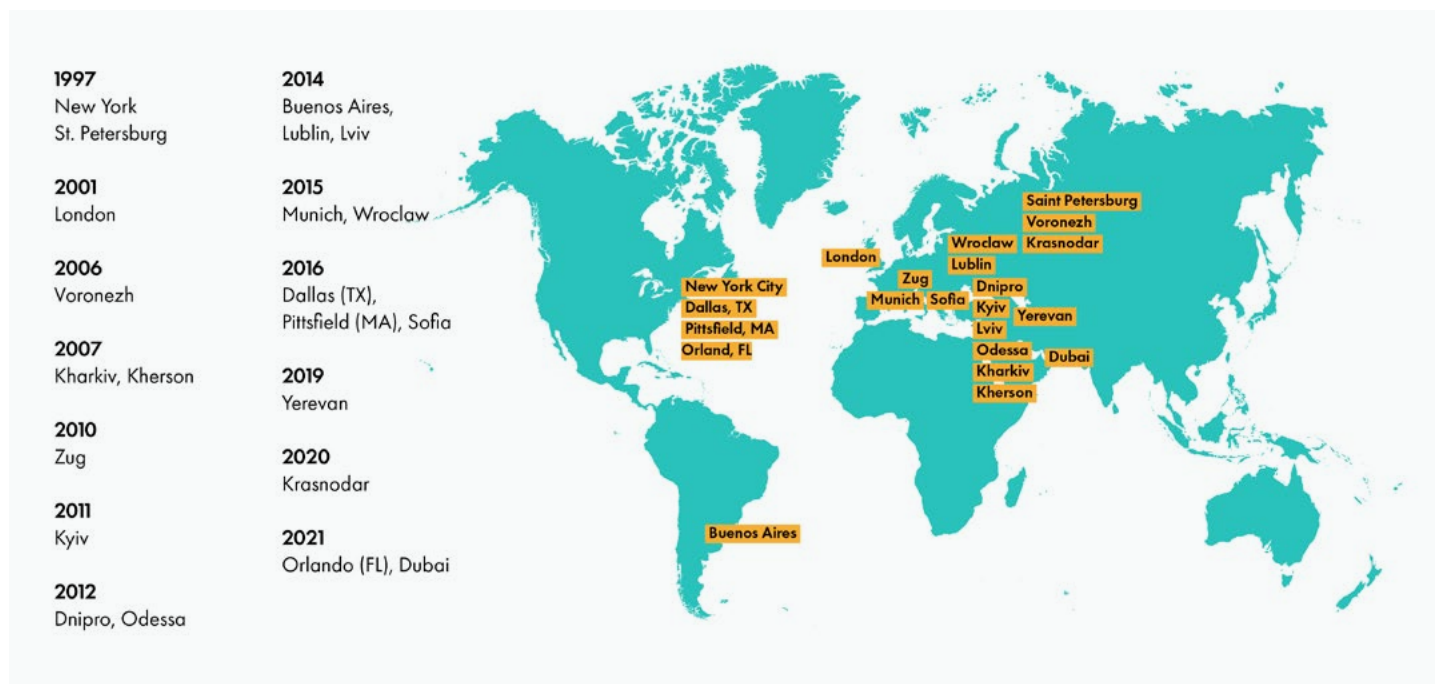 1997
New York
St. Petersburg
2001
London
2006
Voronezh
2007
Kharkiv, Kherson
2010
Zug
2011
Kyiv
2012
Dnipro, Odessa
2014
Buenos Aires,
Lublin, Lviv
2015
Munich, Wroclaw
2016
Dallas (TX),
Pittsfield (MA), Sofia
2019
Yerevan
2020
Krasnodar
2021
Orlando (FL), Dubai
Saint Petersburg
Voronezh
Wroclaw
Krasnodar
London
Lublin
Zug
New York City
Dnipro
Munich
Sofia
Dallas, TX
Kyiv
Yerevan
Pittsfield, MA
Lviv
Orland, FL
Odessa
Dubai
Kharkiv
Kherson
Buenos Aires